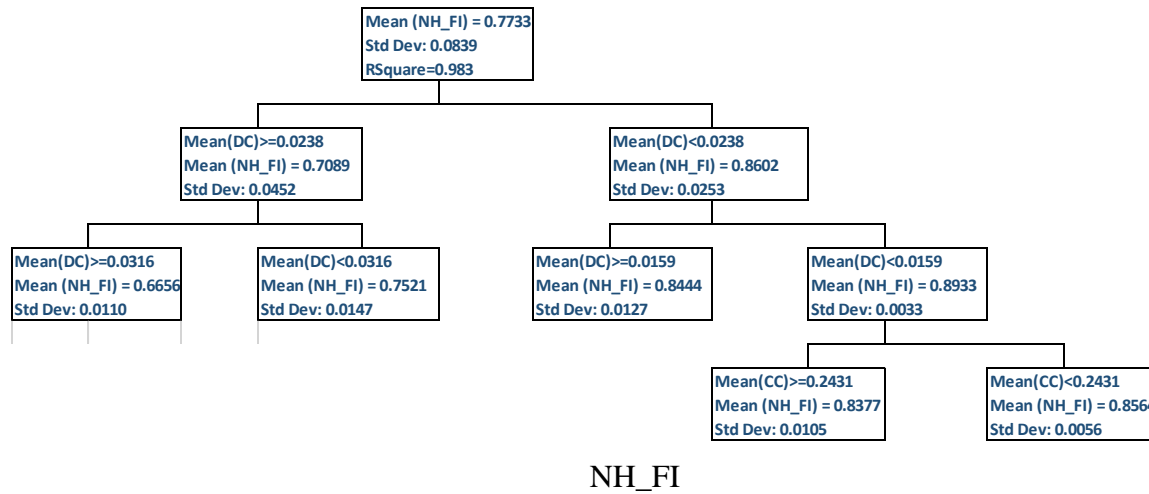 Mean (NH_FI) = 0.7733
Std Dev: 0.0839
RSquare=0.983
Mean(DC)>=0.0238
Mean (NH_FI) = 0.7089
Std Dev: 0.0452
Mean(DC)<0.0238
Mean (NH_FI) = 0.8602
Std Dev: 0.0253
Mean(DC)>=0.0316
Mean (NH_FI) = 0.6656
Std Dev: 0.0110
Mean(DC)<0.0316
Mean (NH_FI) = 0.7521
Std Dev: 0.0147
Mean(DC)>=0.0159
Mean (NH_FI) = 0.8444
Std Dev: 0.0127
Mean(DC)<0.0159
Mean (NH_FI) = 0.8933
Std Dev: 0.0033
Mean(CC)>=0.2431
Mean (NH_FI) = 0.8377
Std Dev: 0.0105
Mean(CC)<0.2431
Mean (NH_FI) = 0.856
Std Dev: 0.0056
NH_FI